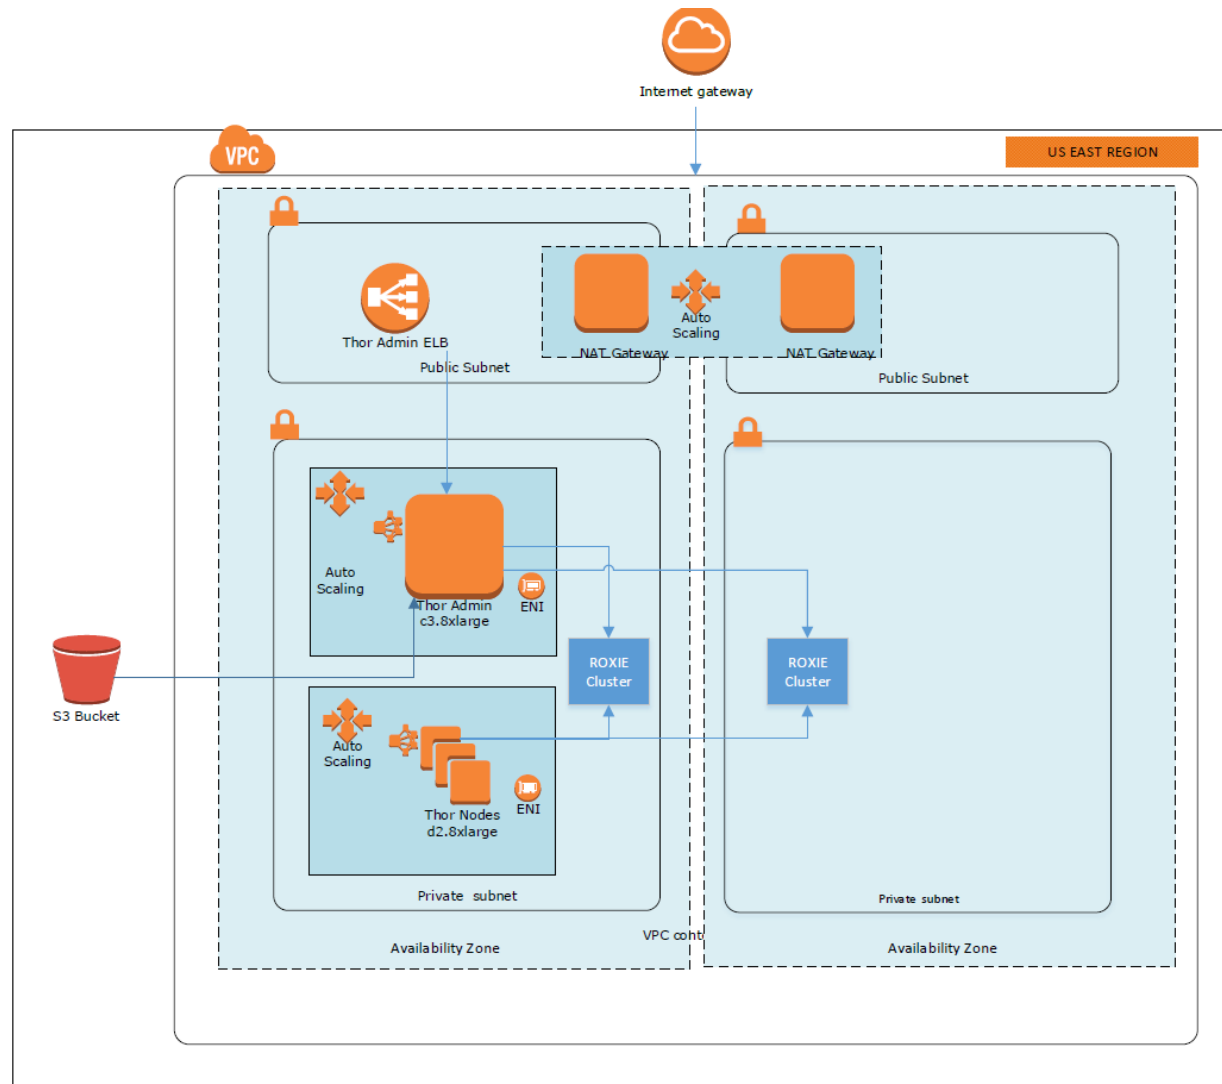 Internet gateway
VPC
US EAST REGION
Auto
Scaling
Thor Admin ELB
NAT Gateway
NAT Gateway
Public Subnet
Public Subnet
Auto
Scaling
Thor Admin
c3.8xlarge
ENI
ROXIE
Cluster
ROXIE
Cluster
S3 Bucket
Auto
Scaling
ENI
Thor Nodes
d2.8xlarge
Private subnet
Private subnet
VPC
Availability Zone
Availability Zone